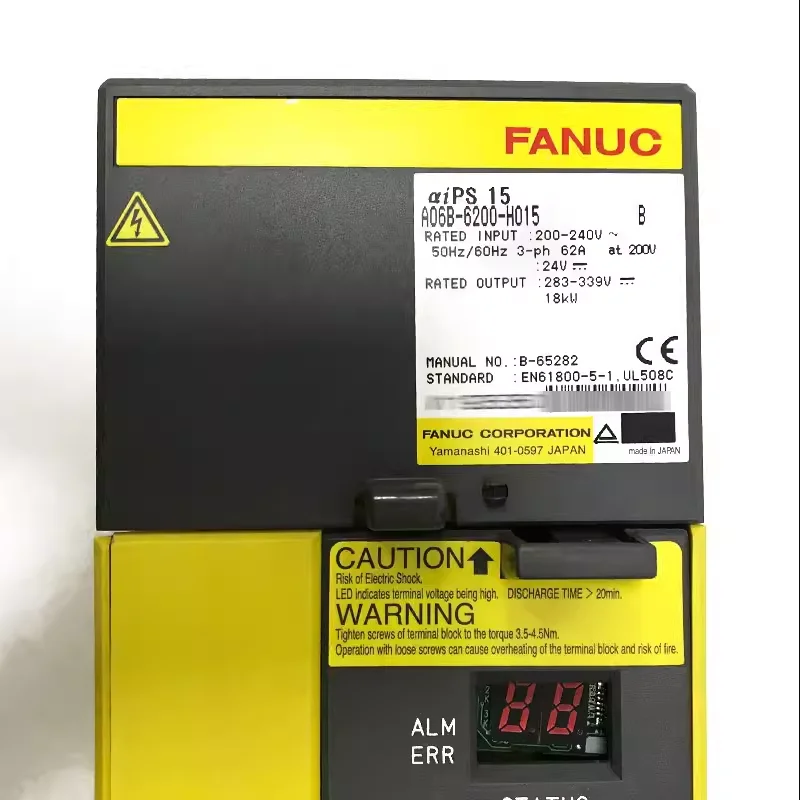 FANUC
αiPS 15
A06B-6200-H015 B
RATED INPUT :200-240V ~
50Hz/60Hz 3-ph 62A at 200V
:24V ⎓
RATED OUTPUT :283-339V ⎓
18kW
MANUAL NO.:B-65282
CE
STANDARD :EN61800-5-1,UL508C
FANUC CORPORATION
Yamanashi 401-0597 JAPAN
made in JAPAN
CAUTION
Risk of Electric Shock.
LED indicates terminal voltage being high. DISCHARGE TIME > 20min.
WARNING
Tighten screws of terminal block to the torque 3.5-4.5Nm.
Operation with loose screws can cause overheating of the terminal block and risk of fire.
ALM
ERR
STATUS